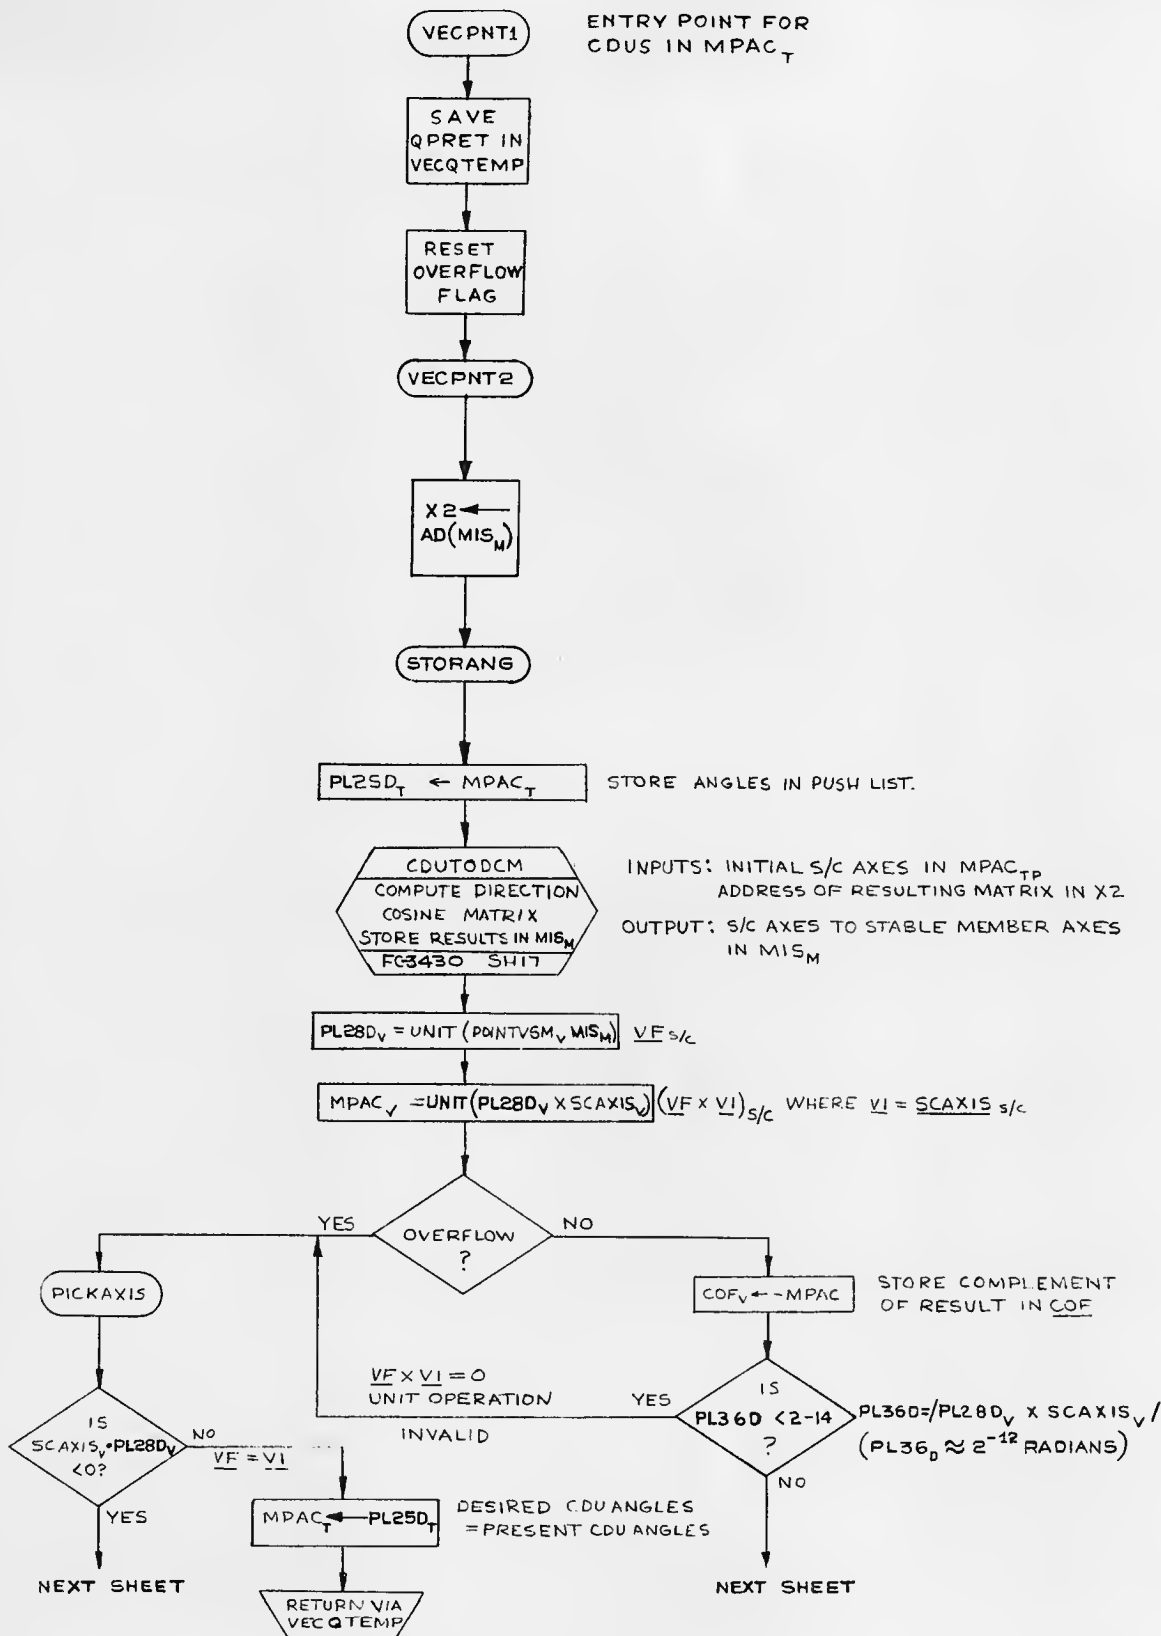 VECPNT1
ENTRY POINT FOR
CDUS IN MPAC_T
SAVE
QPRET IN
VECQTEMP
RESET
OVERFLOW
FLAG
VECPNT2
X2 ←
AD(MIS_M)
STORANG
PL25D_T ← MPAC_T
STORE ANGLES IN PUSH LIST.
CDUTODCM
COMPUTE DIRECTION
COSINE MATRIX
STORE RESULTS IN MIS_M
FC3430 SH17
INPUTS: INITIAL S/C AXES IN MPAC_TP
ADDRESS OF RESULTING MATRIX IN X2
OUTPUT: S/C AXES TO STABLE MEMBER AXES
IN MIS_M
PL28D_V = UNIT (POINTVSM_V MIS_M) VF S/C
MPAC_V = UNIT(PL28D_V X SCAXIS_V) (VF X VI)S/C WHERE VI = SCAXIS S/C
OVERFLOW
?
YES
NO
PICKAXIS
COF_V ← -MPAC
STORE COMPLEMENT
OF RESULT IN COF
IS
SCAXIS_V • PL28D_V
<0?
NO
VF = VI
YES
VF X VI = 0
UNIT OPERATION
INVALID
YES
IS
PL36D < 2-14
?
NO
PL36D=/PL28D_V X SCAXIS_V/
(PL36_D ≈ 2^-12 RADIANS)
MPAC_T ← PL25D_T
DESIRED CDU ANGLES
= PRESENT CDU ANGLES
NEXT SHEET
RETURN VIA
VECQTEMP
NEXT SHEET